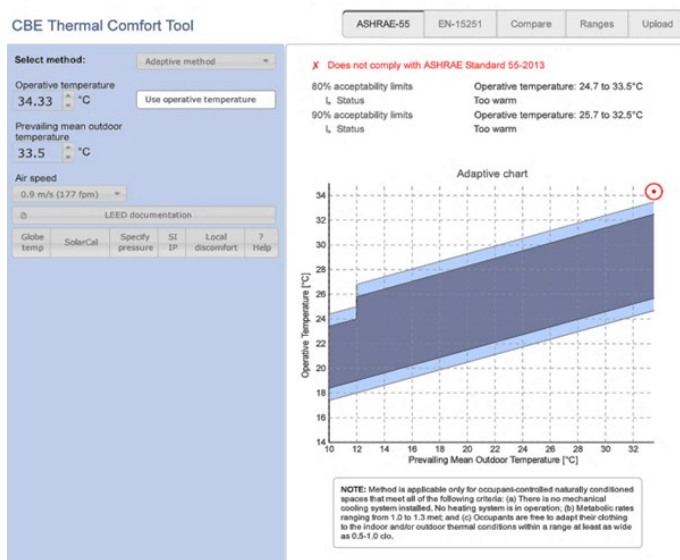 CBE Thermal Comfort Tool
ASHRAE-55 EN-15251 Compare Ranges Upload
Select method: Adaptive method
Operative temperature
34.33 °C Use operative temperature
Prevailing mean outdoor
temperature
33.5 °C
Air speed
0.9 m/s (177 fpm)
LEED documentation
Globe temp SolarCal Specify pressure SI IP Local discomfort ? Help
✗ Does not comply with ASHRAE Standard 55-2013
80% acceptability limits Operative temperature: 24.7 to 33.5°C
Status Too warm
90% acceptability limits Operative temperature: 25.7 to 32.5°C
Status Too warm
Adaptive chart
34
32
30
28
26
24
22
20
18
16
14
Operative Temperature [°C]
10 12 14 16 18 20 22 24 26 28 30 32
Prevailing Mean Outdoor Temperature [°C]
NOTE: Method is applicable only for occupant-controlled naturally conditioned
spaces that meet all of the following criteria: (a) There is no mechanical
cooling system installed. No heating system is in operation; (b) Metabolic rates
ranging from 1.0 to 1.3 met; and (c) Occupants are free to adapt their clothing
to the indoor and/or outdoor thermal conditions within a range at least as wide
as 0.5-1.0 clo.